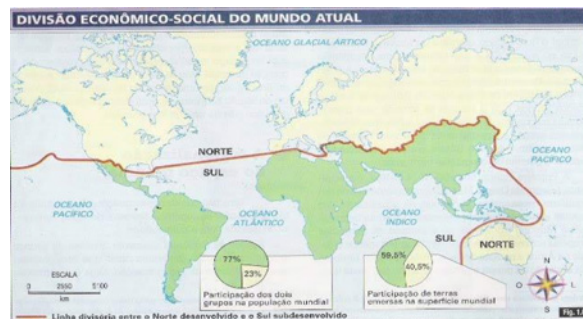 DIVISÃO ECONÔMICO-SOCIAL DO MUNDO ATUAL
OCEANO GLACIAL ÁRTICO
NORTE
SUL
OCEANO
PACÍFICO
OCEANO
PACÍFICO
OCEANO
ATLÂNTICO
OCEANO
ÍNDICO
SUL
NORTE
77%
23%
59,5%
40,5%
Participação dos dois
grupos na população mundial
Participação de terras
emersas na superfície mundial
ESCALA
0 2550 5 100
km
N
O L
S
Linha divisória entre o Norte desenvolvido e o Sul subdesenvolvido
Fig. 1